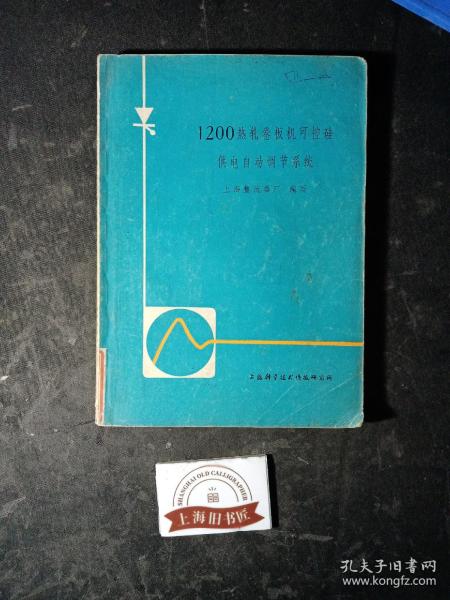 1200热轧卷板机可控硅
供电自动调节系统
上海整流器厂 编写
上海科学技术情报研究所
SHANGHAI OLD CALLIGRAPHER
上海旧书匠
孔夫子旧书网
www.kongfz.com